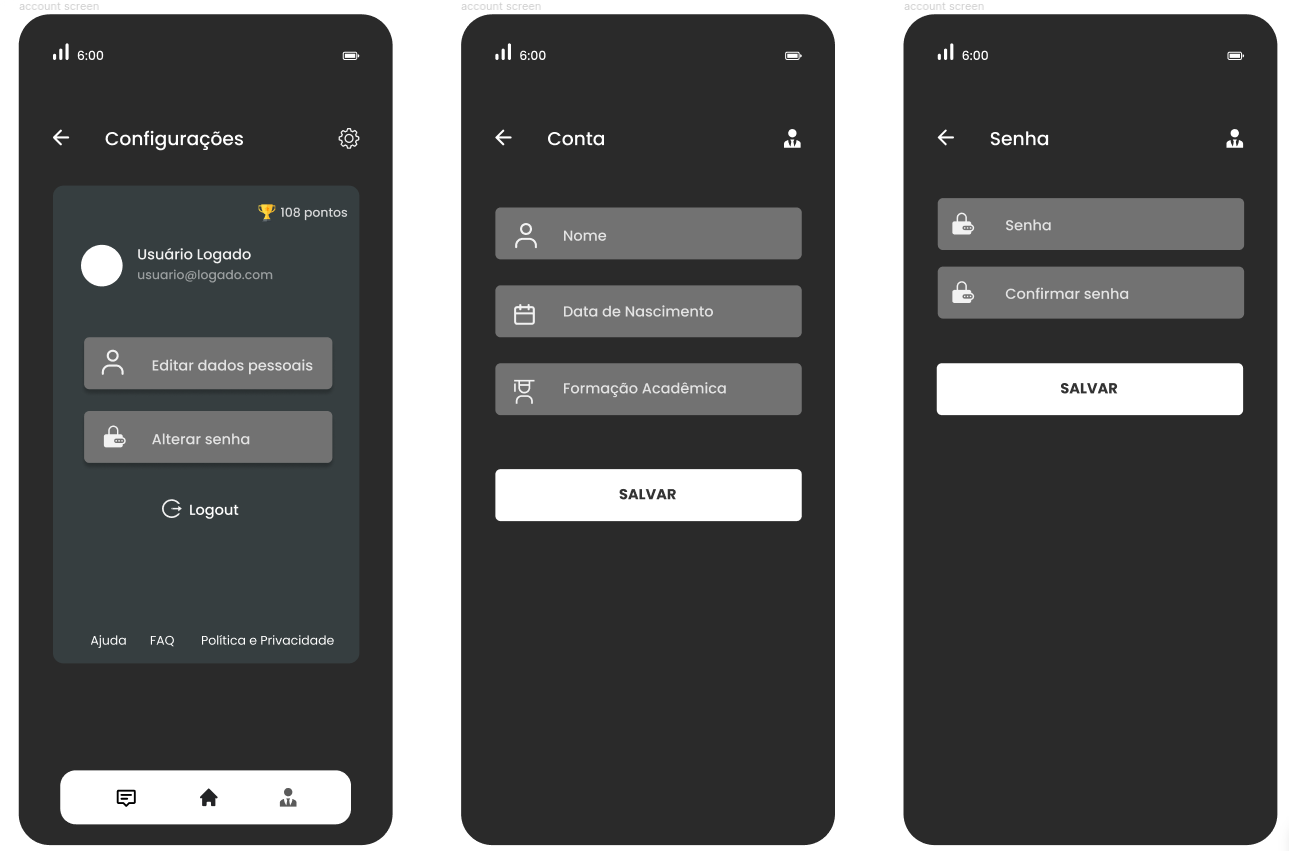 account screen
6:00
Configurações
🏆 108 pontos
Usuário Logado
usuario@logado.com
Editar dados pessoais
Alterar senha
Logout
Ajuda FAQ Política e Privacidade
account screen
6:00
Conta
Nome
Data de Nascimento
Formação Acadêmica
SALVAR
account screen
6:00
Senha
Senha
Confirmar senha
SALVAR